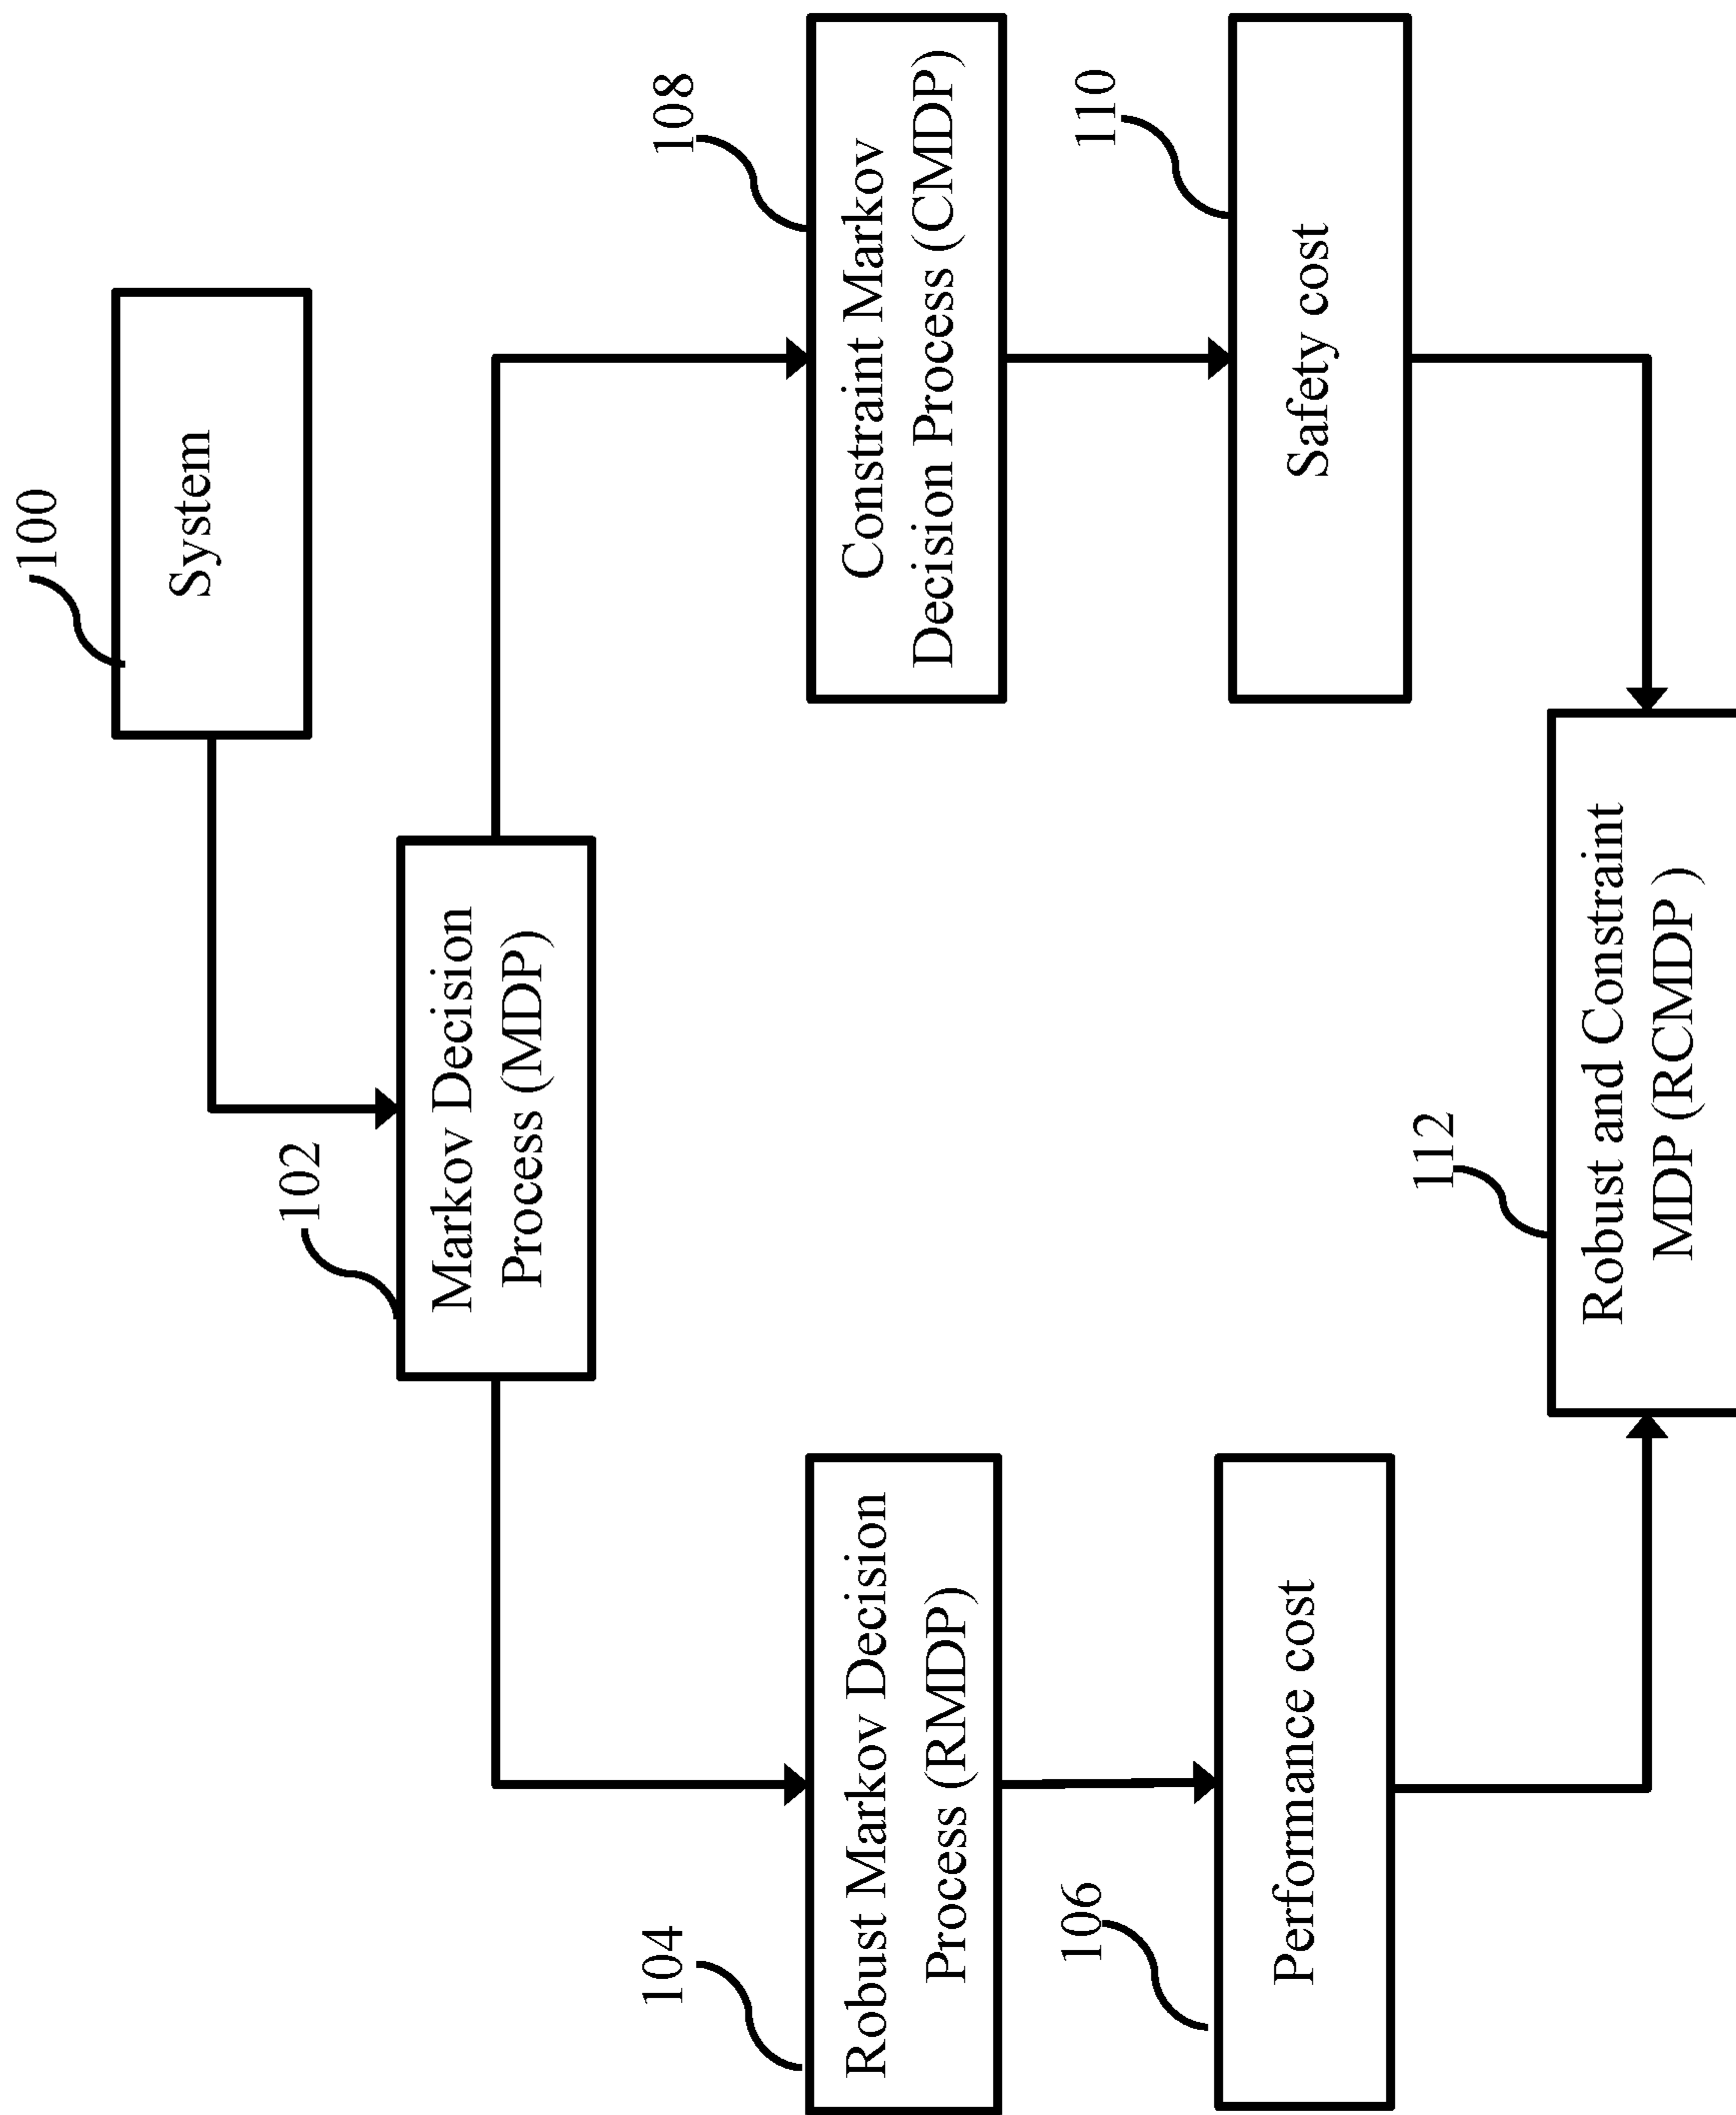 100
System
102
Markov Decision
Process (MDP)
104
Robust Markov Decision
Process (RMDP)
108
Constraint Markov
Decision Process (CMDP)
106
Performance cost
110
Safety cost
112
Robust and Constraint
MDP (RCMDP )